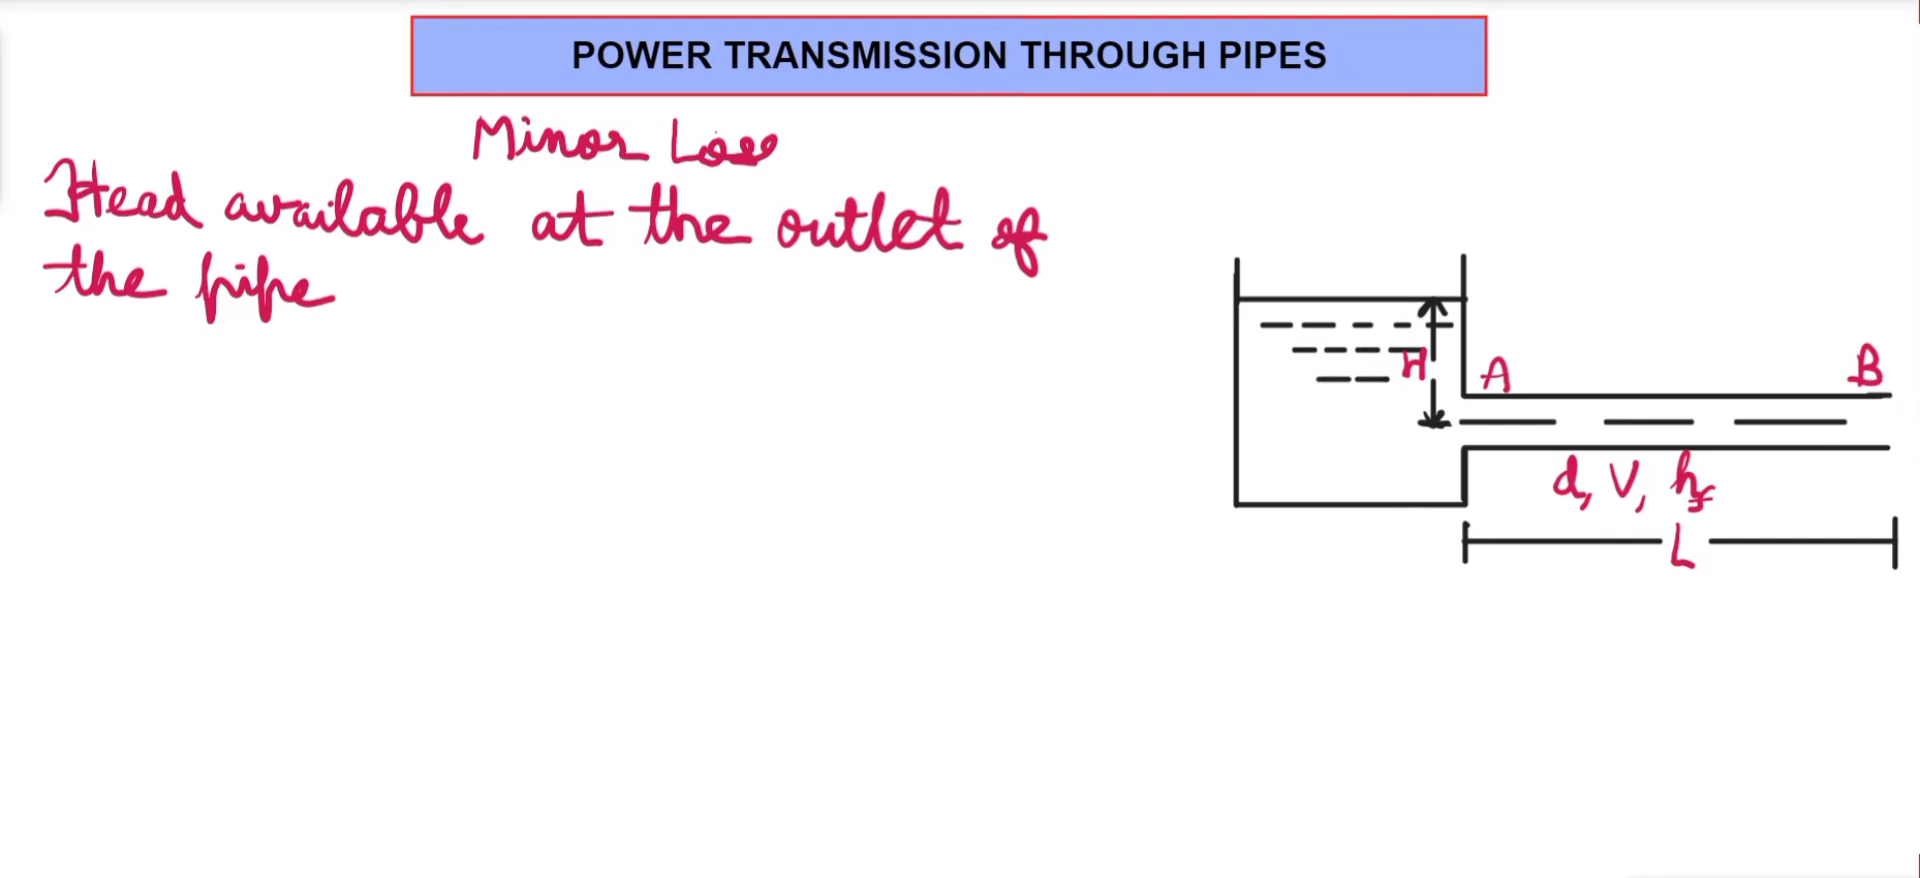 POWER TRANSMISSION THROUGH PIPES
Minor Loss
Head available at the outlet of
the pipe
H
A
B
d, V, hf
L